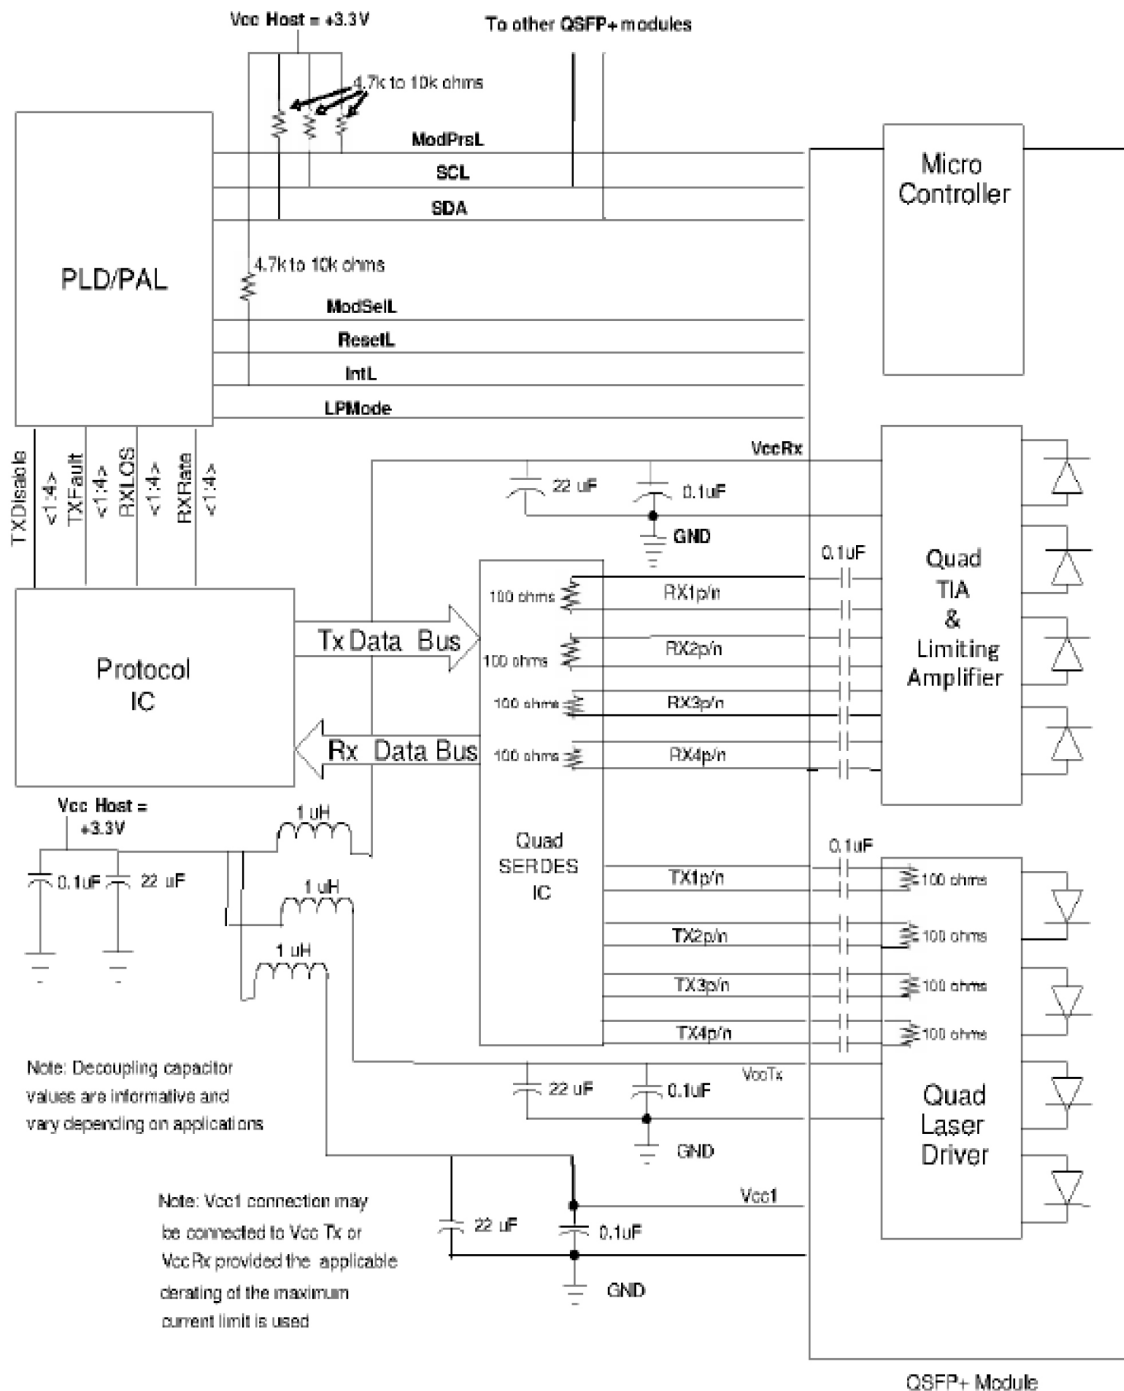 Vcc Host = +3.3V
To other QSFP+ modules
4.7k to 10k ohms
ModPrsL
SCL
SDA
Micro
Controller
PLD/PAL
4.7k to 10k ohms
ModSelL
ResetL
IntL
LPMode
TXDisable
<1:4>
TXFault
<1:4>
RXLOS
<1:4>
RXRate
<1:4>
VccRx
22 uF
0.1uF
GND
0.1uF
Quad
TIA
&
Limiting
Amplifier
100 ohms
RX1p/n
100 ohms
RX2p/n
100 ohms
RX3p/n
100 ohms
RX4p/n
Tx Data Bus
Protocol
IC
Rx Data Bus
Vcc Host =
+3.3V
0.1uF
22 uF
1 uH
1 uH
1 uH
Quad
SERDES
IC
0.1uF
TX1p/n
100 ohms
TX2p/n
100 ohms
TX3p/n
100 ohms
TX4p/n
100 ohms
Note: Decoupling capacitor
values are informative and
vary depending on applications
VccTx
22 uF
0.1uF
GND
Quad
Laser
Driver
Note: Vcc1 connection may
be connected to Vcc Tx or
VccRx provided the applicable
derating of the maximum
current limit is used
Vcc1
22 uF
0.1uF
GND
QSFP+ Module